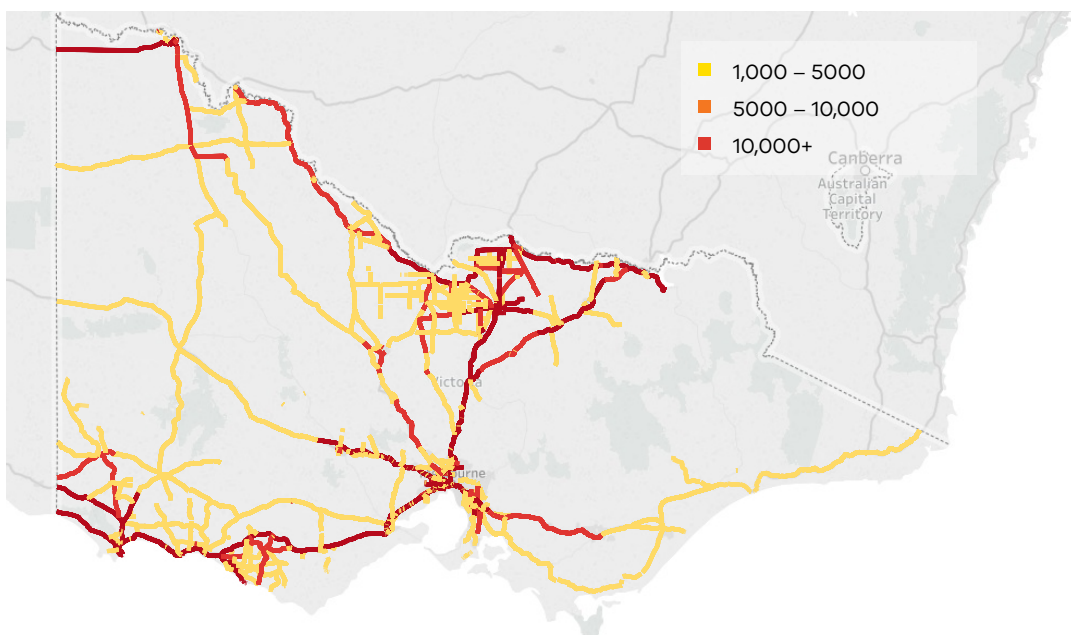 1,000 – 5000
5000 – 10,000
10,000+
Canberra
Australian
Capital
Territory